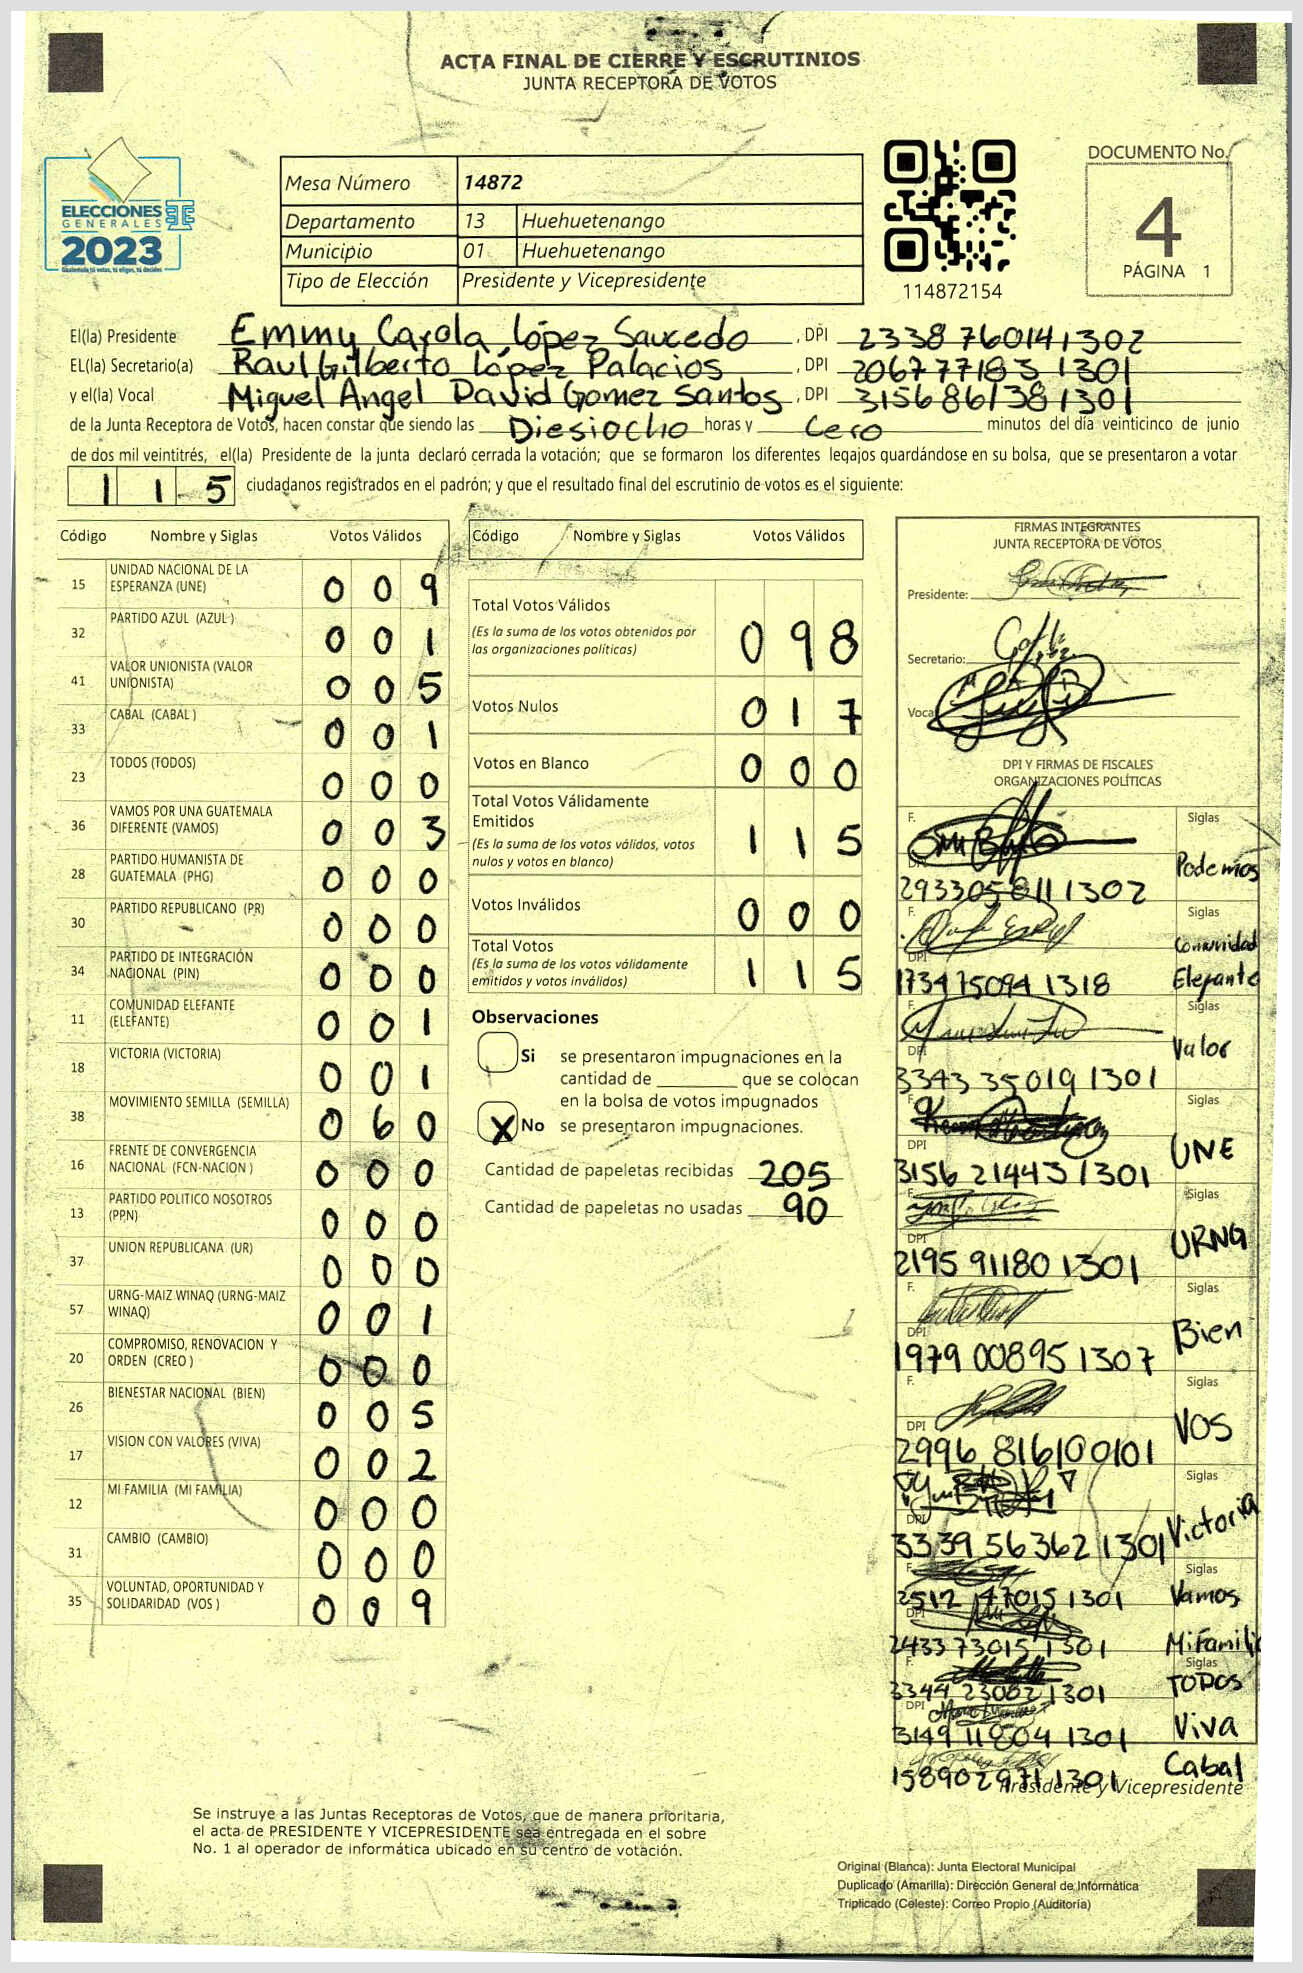 ACTA FINAL DE CIERRE Y ESCRUTINIOS
JUNTA RECEPTORA DE VOTOS
ELECCIONES
GENERALES
2023
Guatemala tú votas, tú eliges, tú decides
Mesa Número 14872
Departamento 13 Huehuetenango
Municipio 01 Huehuetenango
Tipo de Elección Presidente y Vicepresidente
114872154
DOCUMENTO No.
4
PÁGINA 1
El(la) Presidente Emmy Carola López Saucedo, DPI 2338 76014 1302
EL(la) Secretario(a) Raul Gilberto López Palacios, DPI 2067 77183 1301
y el(la) Vocal Miguel Angel David Gomez Santos, DPI 3156 86138 1301
de la Junta Receptora de Votos, hacen constar que siendo las Diesiocho horas y Cero minutos del día veinticinco de junio
de dos mil veintitrés, el(la) Presidente de la junta declaró cerrada la votación; que se formaron los diferentes legajos guardándose en su bolsa, que se presentaron a votar
1 1 5 ciudadanos registrados en el padrón; y que el resultado final del escrutinio de votos es el siguiente:
Código Nombre y Siglas Votos Válidos
15 UNIDAD NACIONAL DE LA ESPERANZA (UNE) 0 0 9
32 PARTIDO AZUL (AZUL ) 0 0 1
41 VALOR UNIONISTA (VALOR UNIONISTA) 0 0 5
33 CABAL (CABAL ) 0 0 1
23 TODOS (TODOS) 0 0 0
36 VAMOS POR UNA GUATEMALA DIFERENTE (VAMOS) 0 0 3
28 PARTIDO HUMANISTA DE GUATEMALA (PHG) 0 0 0
30 PARTIDO REPUBLICANO (PR) 0 0 0
34 PARTIDO DE INTEGRACIÓN NACIONAL (PIN) 0 0 0
11 COMUNIDAD ELEFANTE (ELEFANTE) 0 0 1
18 VICTORIA (VICTORIA) 0 0 1
38 MOVIMIENTO SEMILLA (SEMILLA) 0 6 0
16 FRENTE DE CONVERGENCIA NACIONAL (FCN-NACION ) 0 0 0
13 PARTIDO POLITICO NOSOTROS (PPN) 0 0 0
37 UNION REPUBLICANA (UR) 0 0 0
57 URNG-MAIZ WINAQ (URNG-MAIZ WINAQ) 0 0 1
20 COMPROMISO, RENOVACION Y ORDEN (CREO ) 0 0 0
26 BIENESTAR NACIONAL (BIEN) 0 0 5
17 VISION CON VALORES (VIVA) 0 0 2
12 MI FAMILIA (MI FAMILIA) 0 0 0
31 CAMBIO (CAMBIO) 0 0 0
35 VOLUNTAD, OPORTUNIDAD Y SOLIDARIDAD (VOS ) 0 0 9
Código Nombre y Siglas Votos Válidos
Total Votos Válidos 0 9 8
(Es la suma de los votos obtenidos por
las organizaciones políticas)
Votos Nulos 0 1 7
Votos en Blanco 0 0 0
Total Votos Válidamente
Emitidos 1 1 5
(Es la suma de los votos válidos, votos
nulos y votos en blanco)
Votos Inválidos 0 0 0
Total Votos 1 1 5
(Es la suma de los votos válidamente
emitidos y votos inválidos)
Observaciones
Si se presentaron impugnaciones en la
cantidad de ________ que se colocan
en la bolsa de votos impugnados
X No se presentaron impugnaciones.
Cantidad de papeletas recibidas 205
Cantidad de papeletas no usadas 90
FIRMAS INTEGRANTES
JUNTA RECEPTORA DE VOTOS
Presidente:
Secretario:
Vocal
DPI Y FIRMAS DE FISCALES
ORGANIZACIONES POLÍTICAS
F. Siglas
DPI 2933058111302 Podemos
F. Siglas
DPI 1734 75094 1318 Comunidad Elefante
F. Siglas
DPI 3343 35019 1301 Valor
F. Siglas
DPI 3156 21443 1301 UNE
F. Siglas
DPI 2195 91180 1301 URNG
F. Siglas
DPI 1979 00895 1307 Bien
F. Siglas
DPI 2996 81610 0101 VOS
F. Siglas
DPI 3339 56362 1301 Victoria
F. Siglas
2512 47015 1301 Vamos
DPI
2433 73015 1301 Mi Familia
F. Siglas
3344 23002 1301 TODOS
DPI
3149 11804 1301 Viva
1589029711301 Cabal
Presidente y Vicepresidente
Se instruye a las Juntas Receptoras de Votos, que de manera prioritaria,
el acta de PRESIDENTE Y VICEPRESIDENTE sea entregada en el sobre
No. 1 al operador de informática ubicado en su centro de votación.
Original (Blanca): Junta Electoral Municipal
Duplicado (Amarilla): Dirección General de Informática
Triplicado (Celeste): Correo Propio (Auditoría)